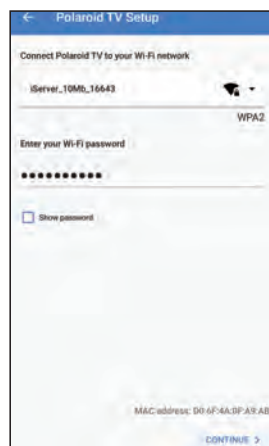 ← Polaroid TV Setup
Connect Polaroid TV to your Wi-Fi network
iServer_10Mb_16643
WPA2
Enter your Wi-Fi password
●●●●●●●●●●
Show password
MAC address: D0:6F:4A:DF:A9:AB
CONTINUE >